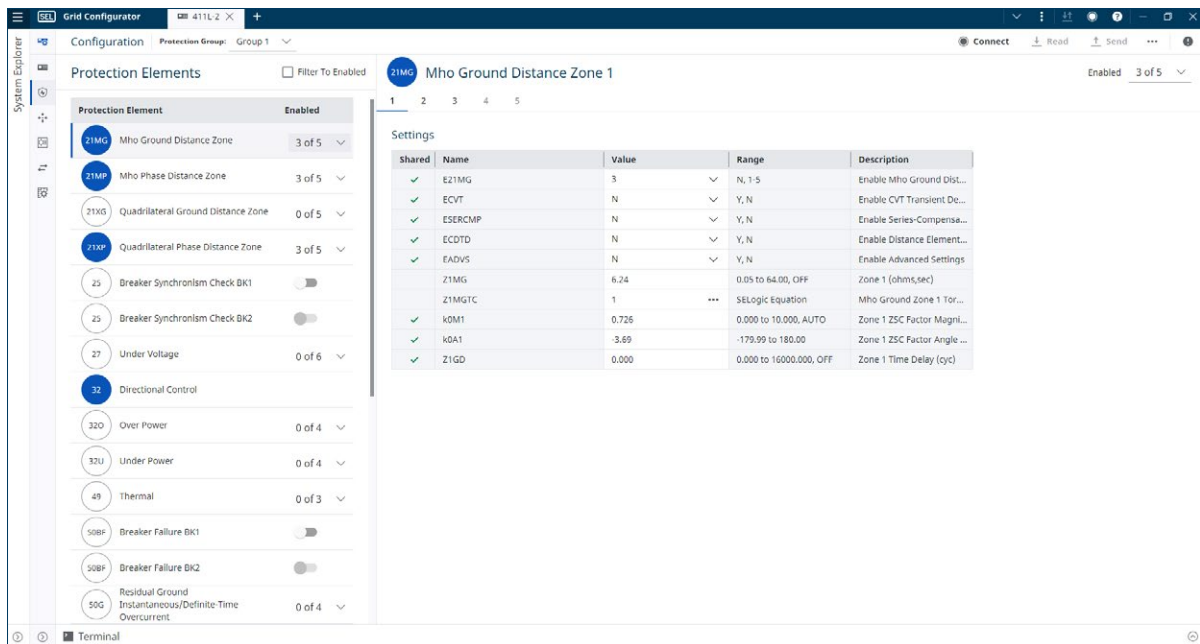 SEL Grid Configurator 411L-2
System Explorer
Configuration Protection Group: Group 1 Connect Read Send
Protection Elements Filter To Enabled
Protection Element Enabled
21MG Mho Ground Distance Zone 3 of 5
21MP Mho Phase Distance Zone 3 of 5
21XG Quadrilateral Ground Distance Zone 0 of 5
21XP Quadrilateral Phase Distance Zone 3 of 5
25 Breaker Synchronism Check BK1
25 Breaker Synchronism Check BK2
27 Under Voltage 0 of 6
32 Directional Control
32O Over Power 0 of 4
32U Under Power 0 of 4
49 Thermal 0 of 3
50BF Breaker Failure BK1
50BF Breaker Failure BK2
50G Residual Ground
Instantaneous/Definite-Time
Overcurrent 0 of 4
21MG Mho Ground Distance Zone 1 Enabled 3 of 5
1 2 3 4 5
Settings
Shared Name Value Range Description
E21MG 3 N, 1-5 Enable Mho Ground Dist...
ECVT N Y, N Enable CVT Transient De...
ESERCMP N Y, N Enable Series-Compensa...
ECDTD N Y, N Enable Distance Element...
EADVS N Y, N Enable Advanced Settings
Z1MG 6.24 0.05 to 64.00, OFF Zone 1 (ohms,sec)
Z1MGTC 1 ... SELogic Equation Mho Ground Zone 1 Tor...
k0M1 0.726 0.000 to 10.000, AUTO Zone 1 ZSC Factor Magni...
k0A1 -3.69 -179.99 to 180.00 Zone 1 ZSC Factor Angle ...
Z1GD 0.000 0.000 to 16000.000, OFF Zone 1 Time Delay (cyc)
Terminal